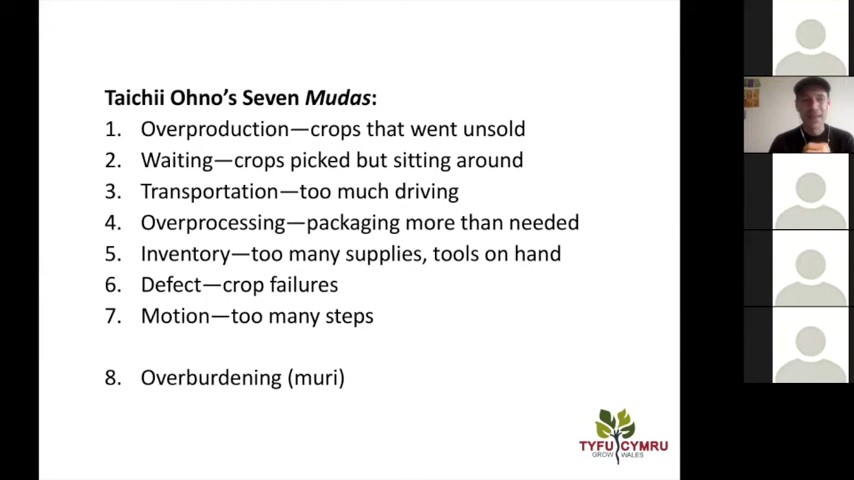 Taichii Ohno's Seven Mudas:
1. Overproduction—crops that went unsold
2. Waiting—crops picked but sitting around
3. Transportation—too much driving
4. Overprocessing—packaging more than needed
5. Inventory—too many supplies, tools on hand
6. Defect—crop failures
7. Motion—too many steps
8. Overburdening (muri)
TYFU CYMRU
GROW WALES